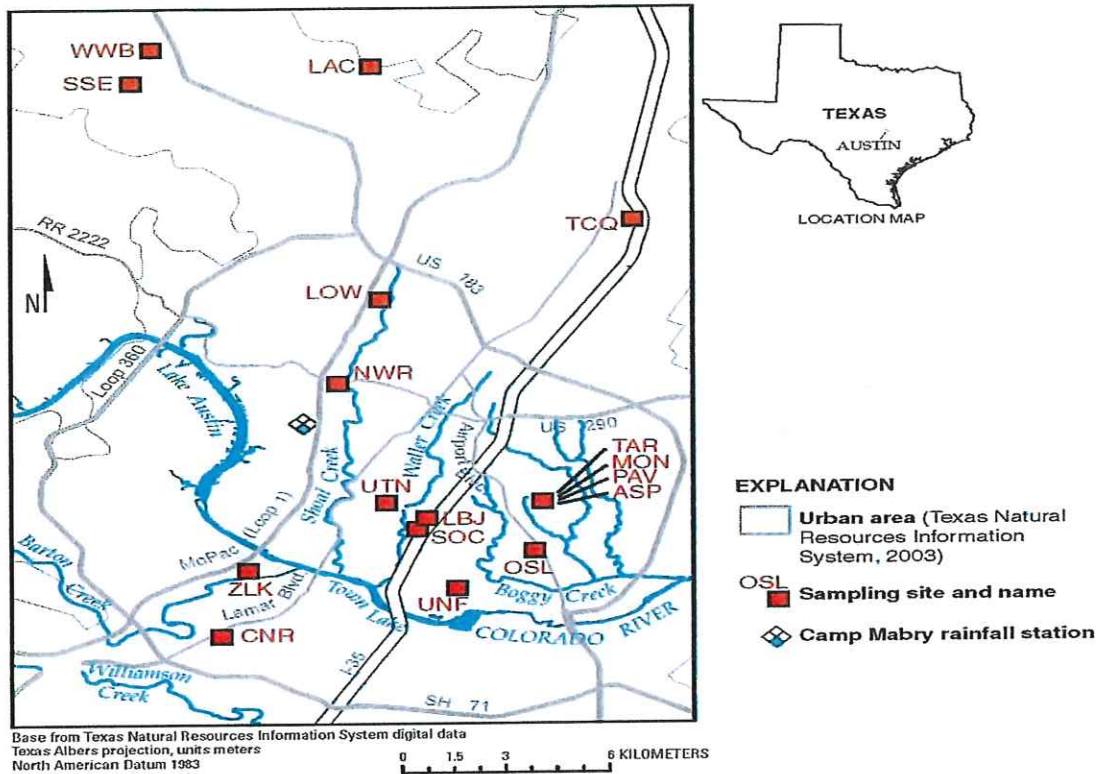 WWB
SSE
LAC
TEXAS
AUSTIN
LOCATION MAP
TCQ
RR 2222
US 183
N
LOW
Loop 360
Lake Austin
NWR
Shoal Creek
Waller Creek
Airport Blvd.
US 290
TAR
MON
PAV
ASP
UTN
LBJ
SOC
OSL
MoPac (Loop 1)
Barton
Creek
ZLK
Lamar Blvd.
Town Lake
UNF
Boggy Creek
COLORADO RIVER
CNR
I-35
Williamson
Creek
SH 71
EXPLANATION
Urban area (Texas Natural
Resources Information
System, 2003)
OSL
Sampling site and name
Camp Mabry rainfall station
Base from Texas Natural Resources Information System digital data
Texas Albers projection, units meters
North American Datum 1983
0 1.5 3 6 KILOMETERS